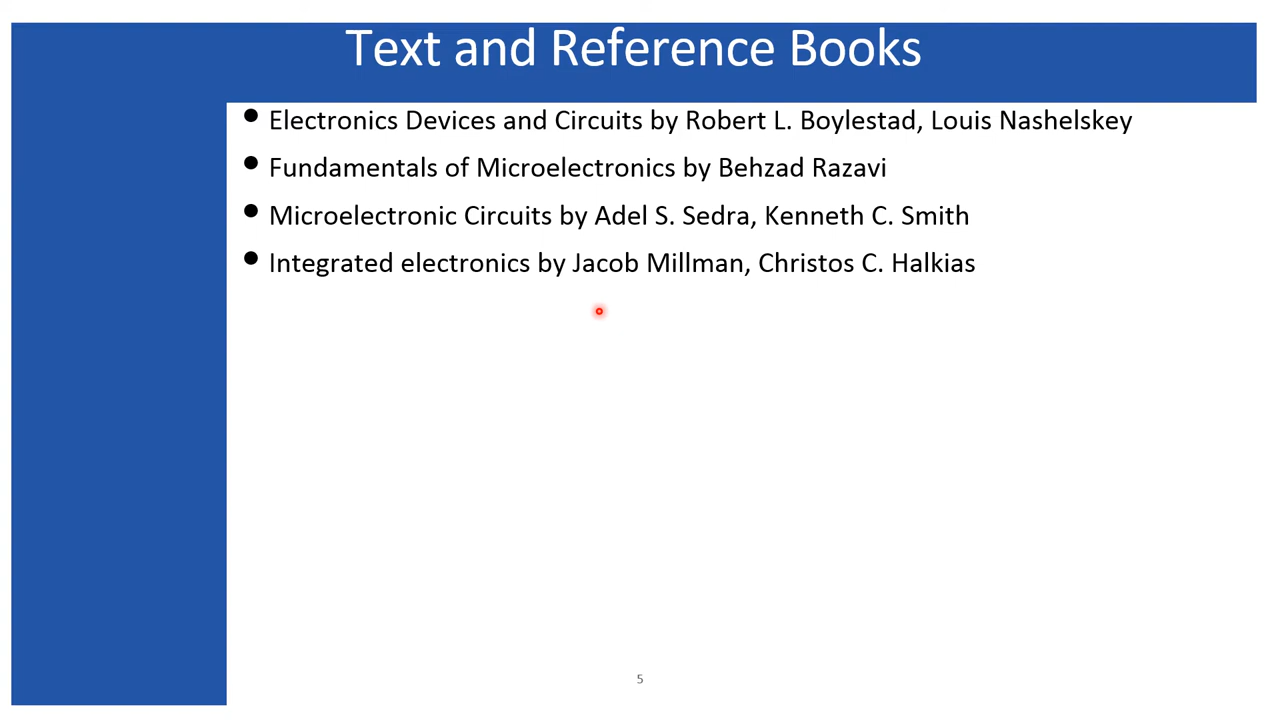 Text and Reference Books
• Electronics Devices and Circuits by Robert L. Boylestad, Louis Nashelskey
• Fundamentals of Microelectronics by Behzad Razavi
• Microelectronic Circuits by Adel S. Sedra, Kenneth C. Smith
• Integrated electronics by Jacob Millman, Christos C. Halkias
5